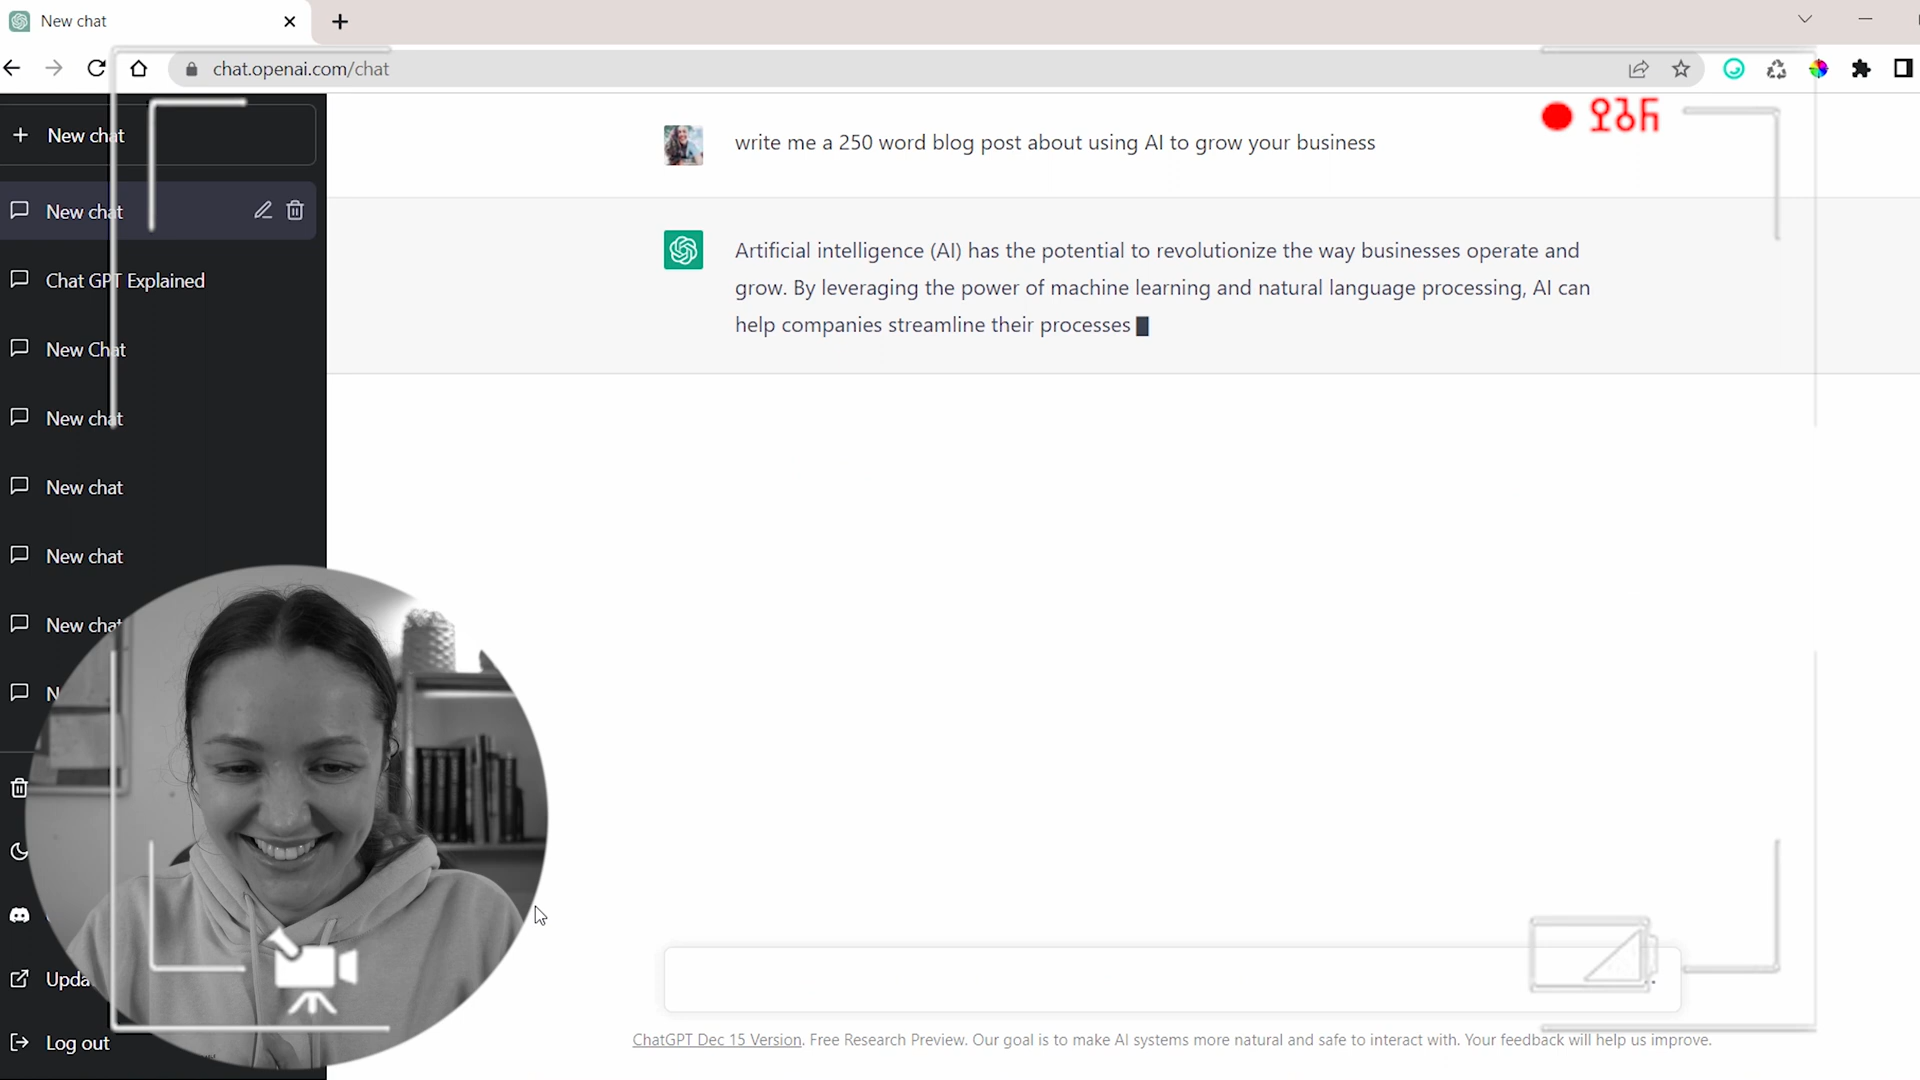 New chat
chat.openai.com/chat
New chat
write me a 250 word blog post about using AI to grow your business
New chat
Artificial intelligence (AI) has the potential to revolutionize the way businesses operate and
grow. By leveraging the power of machine learning and natural language processing, AI can
help companies streamline their processes
Chat GPT Explained
New Chat
New chat
New chat
New chat
New chat
Log out
ChatGPT Dec 15 Version. Free Research Preview. Our goal is to make AI systems more natural and safe to interact with. Your feedback will help us improve.